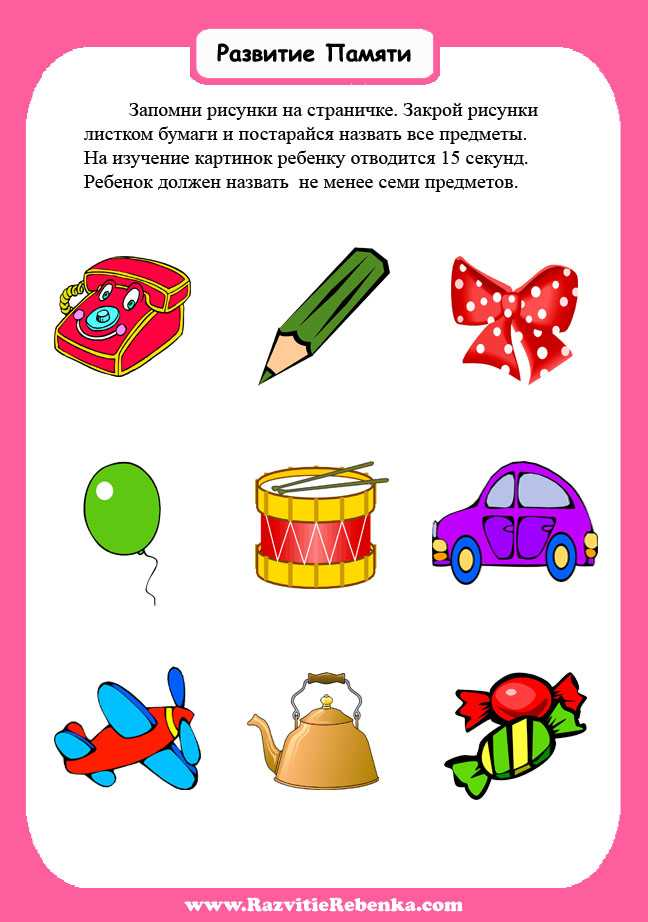 Развитие Памяти
Запомни рисунки на страничке. Закрой рисунки
листком бумаги и постарайся назвать все предметы.
На изучение картинок ребенку отводится 15 секунд.
Ребенок должен назвать не менее семи предметов.
www.RazvitieRebenka.com